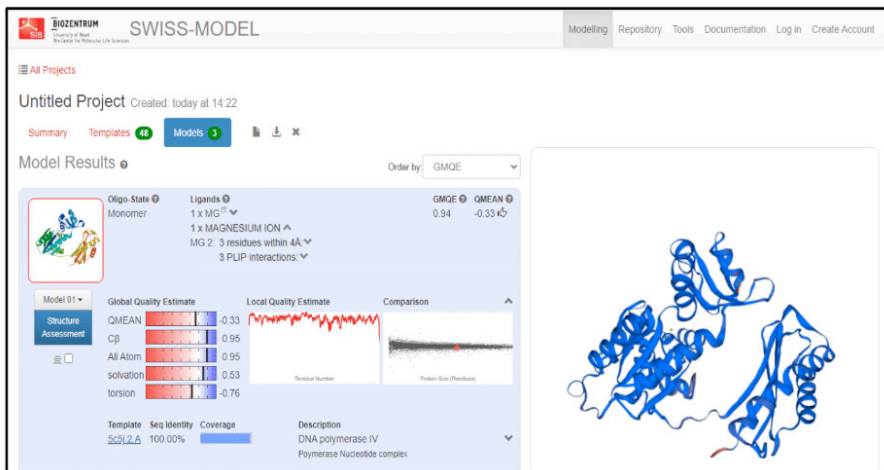 SIB
BIOZENTRUM
University of Basel
The Center for Molecular Life Sciences
SWISS-MODEL
Modelling Repository Tools Documentation Log in Create Account
All Projects
Untitled Project Created: today at 14:22
Summary Templates 48 Models 3
Model Results
Order by: GMQE
Oligo-State Ligands GMQE QMEAN
Monomer 1 x MG 0.94 -0.33
1 x MAGNESIUM ION
MG.2: 3 residues within 4Å
3 PLIP interactions:
Model 01
Structure
Assessment
Global Quality Estimate Local Quality Estimate Comparison
QMEAN -0.33
Cβ 0.95
All Atom 0.95
solvation 0.53
torsion -0.76
Residue Number
Protein Size (Residues)
Template Seq Identity Coverage Description
5c5j.2.A 100.00% DNA polymerase IV
Poymerase Nucleotide complex